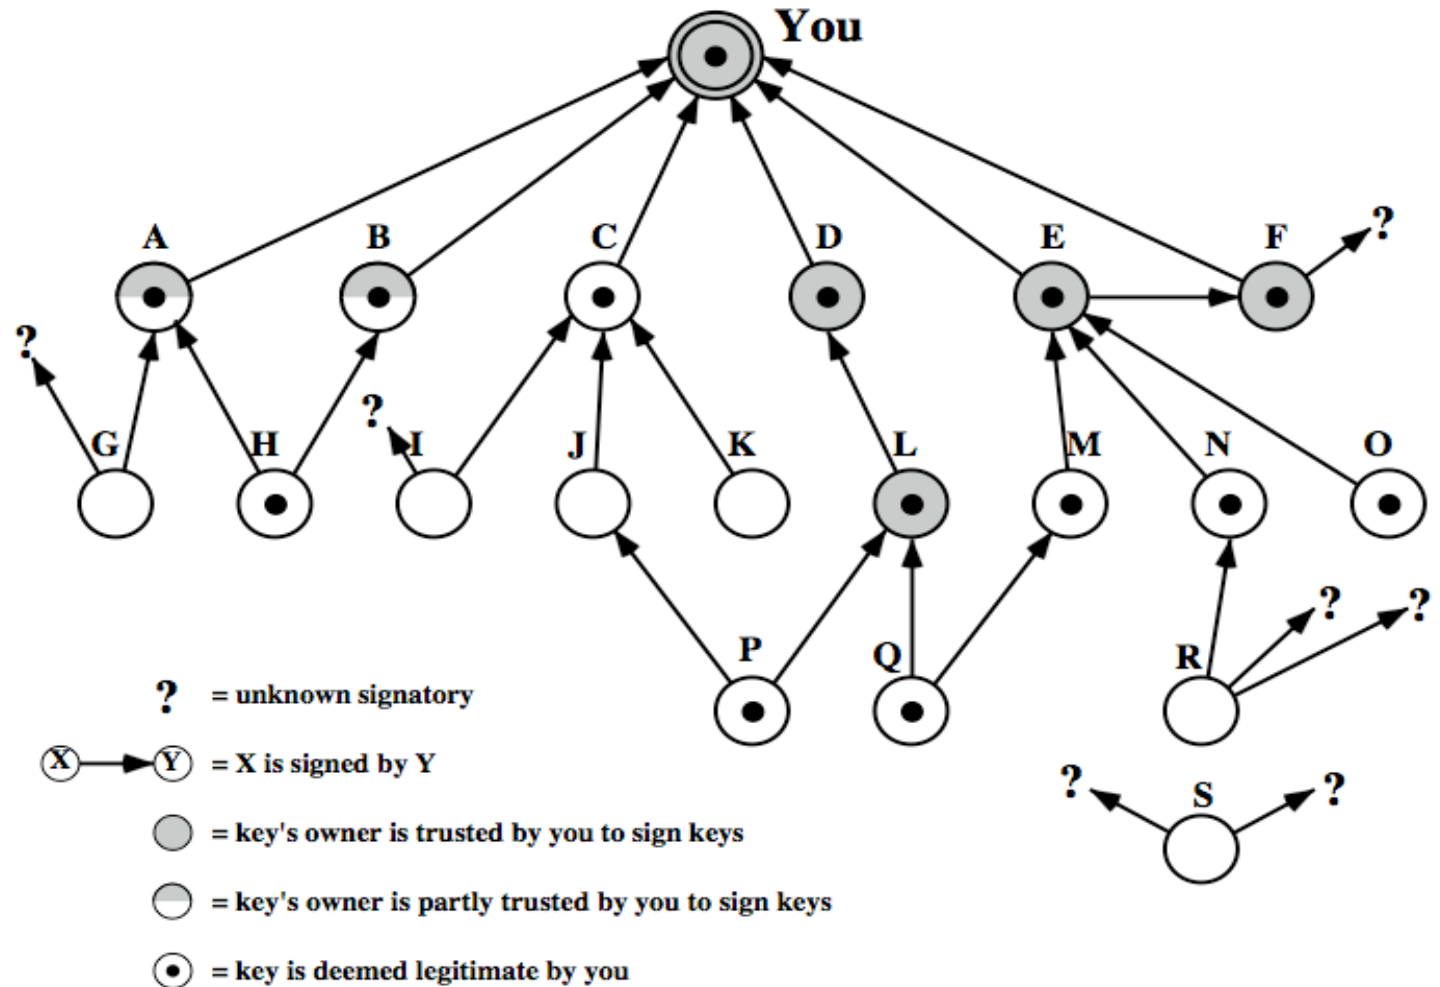 You
A B C D E F ?
?
?
G H I J K L M N O
? ?
P Q R
? = unknown signatory
X Y = X is signed by Y
? S ?
= key's owner is trusted by you to sign keys
= key's owner is partly trusted by you to sign keys
= key is deemed legitimate by you